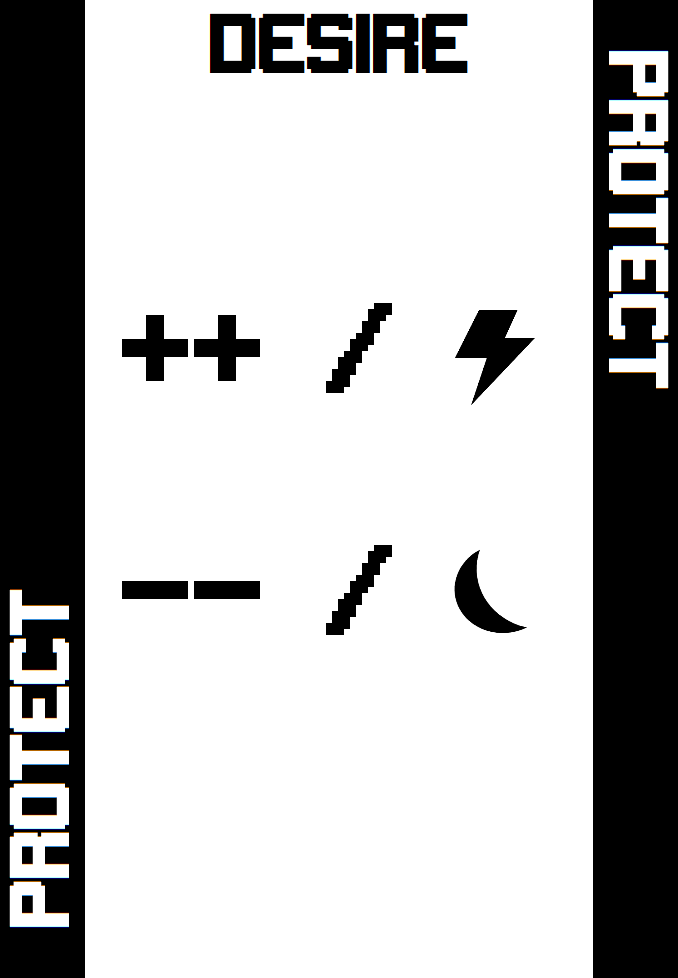 DESIRE
PROTECT
++ / ⚡
-- / ☾
PROTECT